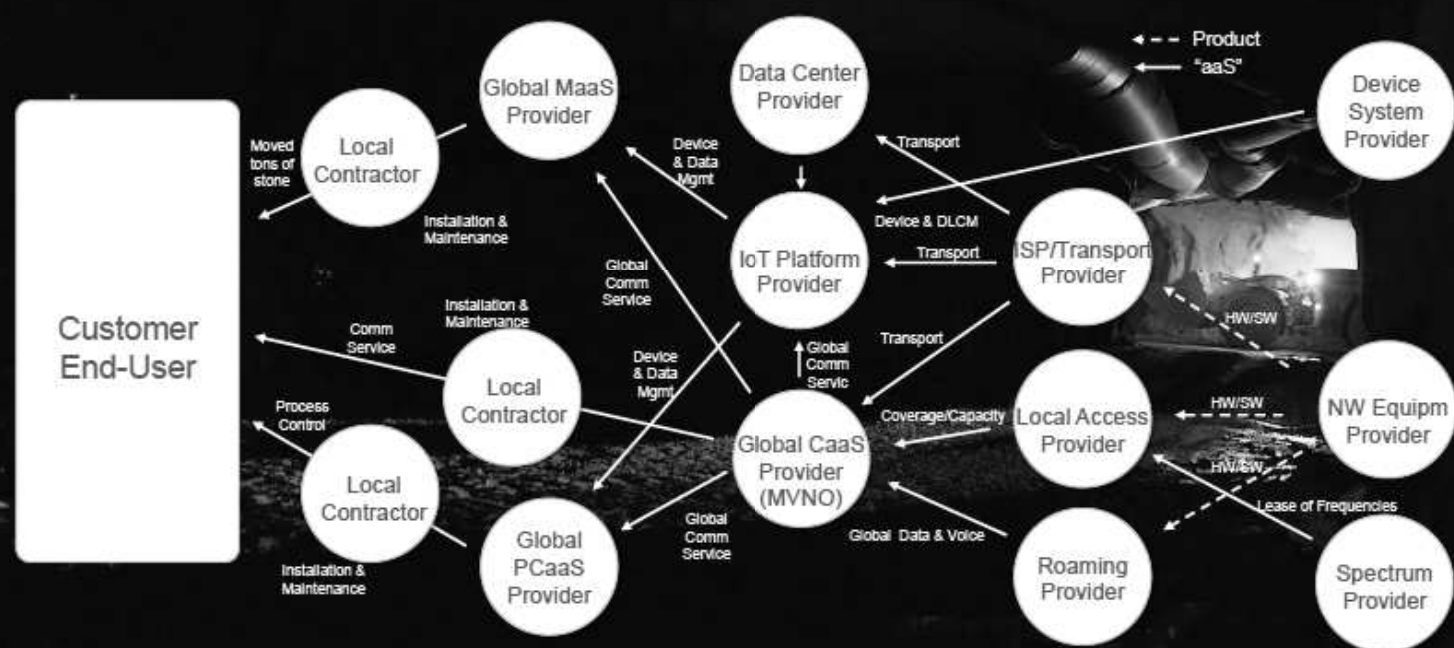 Product
"aaS"
Customer
End-User
Moved
tons of
stone
Local
Contractor
Installation &
Maintenance
Global MaaS
Provider
Data Center
Provider
Device
System
Provider
Device
& Data
Mgmt
Transport
Device & DLCM
IoT Platform
Provider
Transport
ISP/Transport
Provider
Global
Comm
Service
Installation &
Maintenance
Comm
Service
Local
Contractor
Device
& Data
Mgmt
Global
Comm
Servic
Transport
HW/SW
Process
Control
Local
Contractor
Installation &
Maintenance
Global
PCaaS
Provider
Global
Comm
Service
Global CaaS
Provider
(MVNO)
Coverage/Capacity
Local Access
Provider
HW/SW
NW Equipm
Provider
HW/SW
Lease of Frequencies
Global Data & Voice
Roaming
Provider
Spectrum
Provider